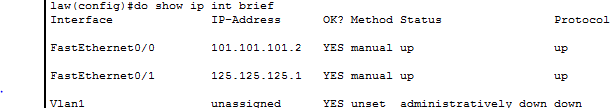 law(config)#do show ip int brief
Interface IP-Address OK? Method Status Protocol
FastEthernet0/0 101.101.101.2 YES manual up up
FastEthernet0/1 125.125.125.1 YES manual up up
Vlan1 unassigned YES unset administratively down down